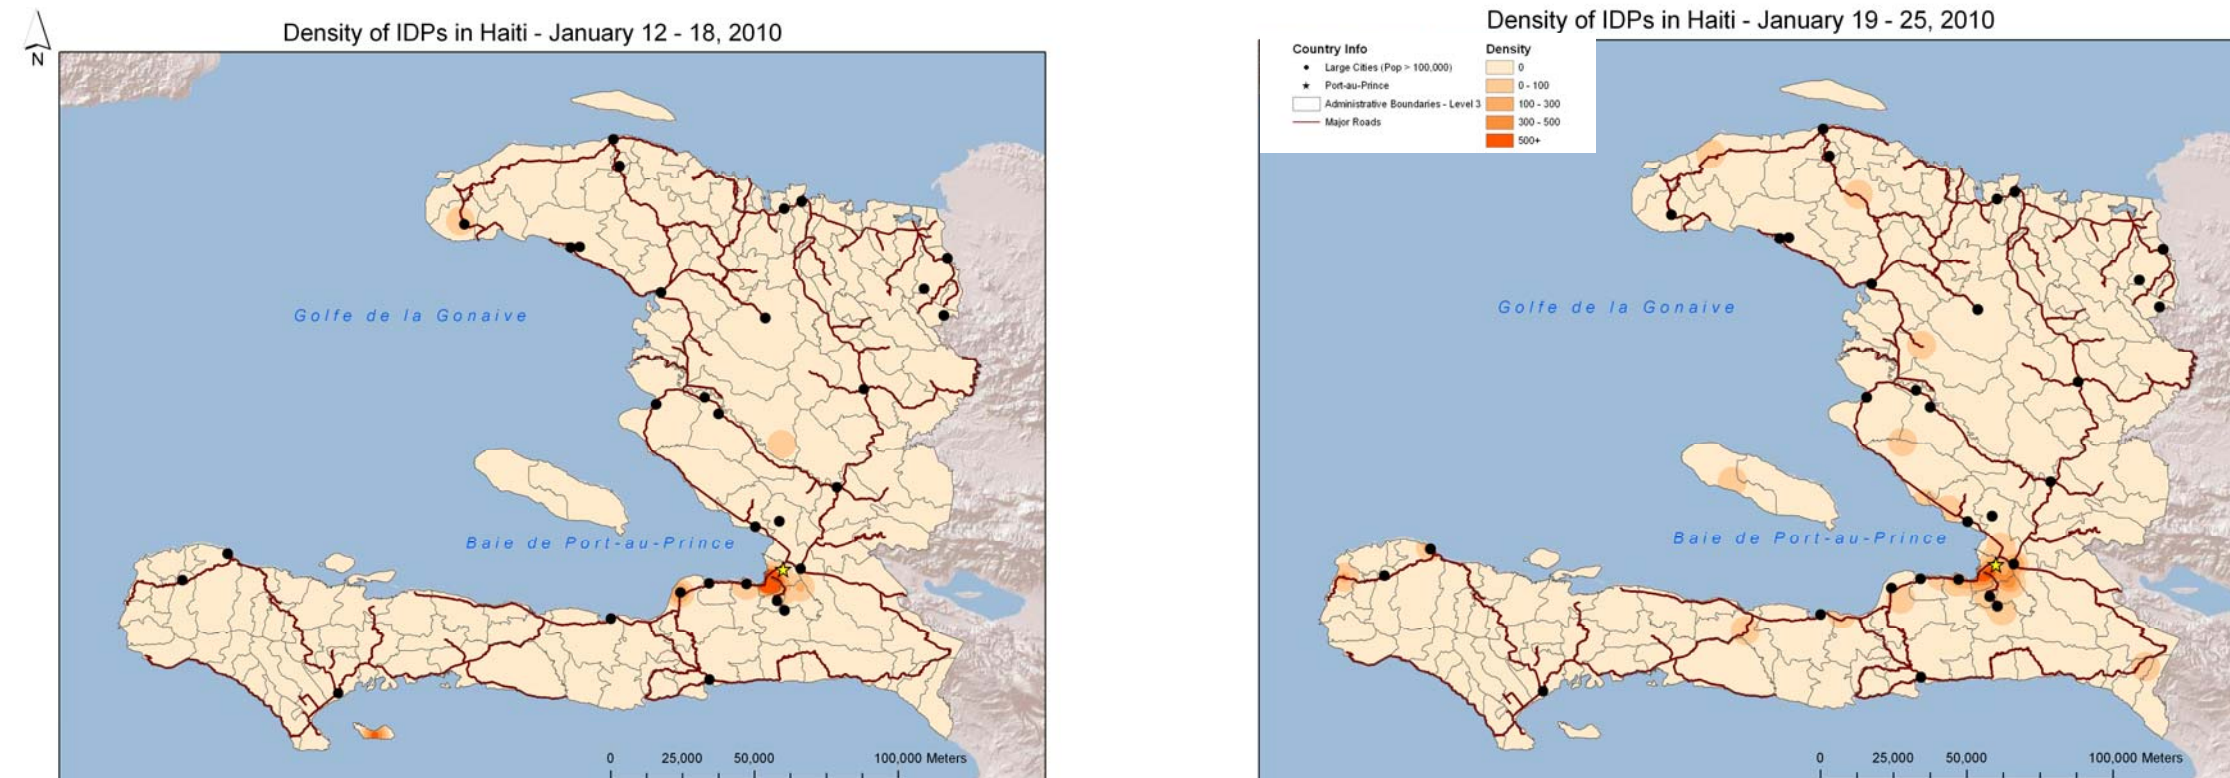 Density of IDPs in Haiti - January 12 - 18, 2010
N
Golfe de la Gonaive
Baie de Port-au-Prince
0 25,000 50,000 100,000 Meters
Density of IDPs in Haiti - January 19 - 25, 2010
Country Info
Large Cities (Pop > 100,000)
Port-au-Prince
Administrative Boundaries - Level 3
Major Roads
Density
0
0 - 100
100 - 300
300 - 500
500+
Golfe de la Gonaive
Baie de Port-au-Prince
0 25,000 50,000 100,000 Meters